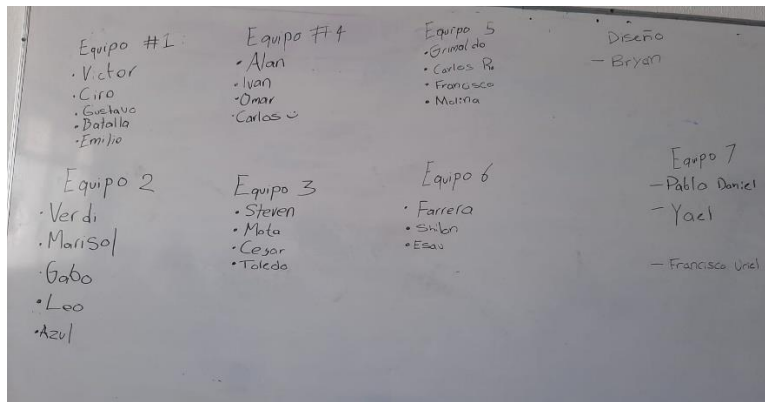 Equipo #1:
• Victor
• Ciro
• Gustavo
• Batalla
• Emilio
Equipo #4
• Alan
• Ivan
• Omar
• Carlos
Equipo 5
• Grimaldo
• Carlos R.
• Francisco
• Molina
Diseño
— Bryan
Equipo 2
• Verdi
• Marisol
• Gabo
• Leo
• Azul
Equipo 3
• Steven
• Mota
• Cesar
• Toledo
Equipo 6
• Farrera
• Shilon
• Esau
Equipo 7
— Pablo Daniel
— Yael
— Francisco Uriel